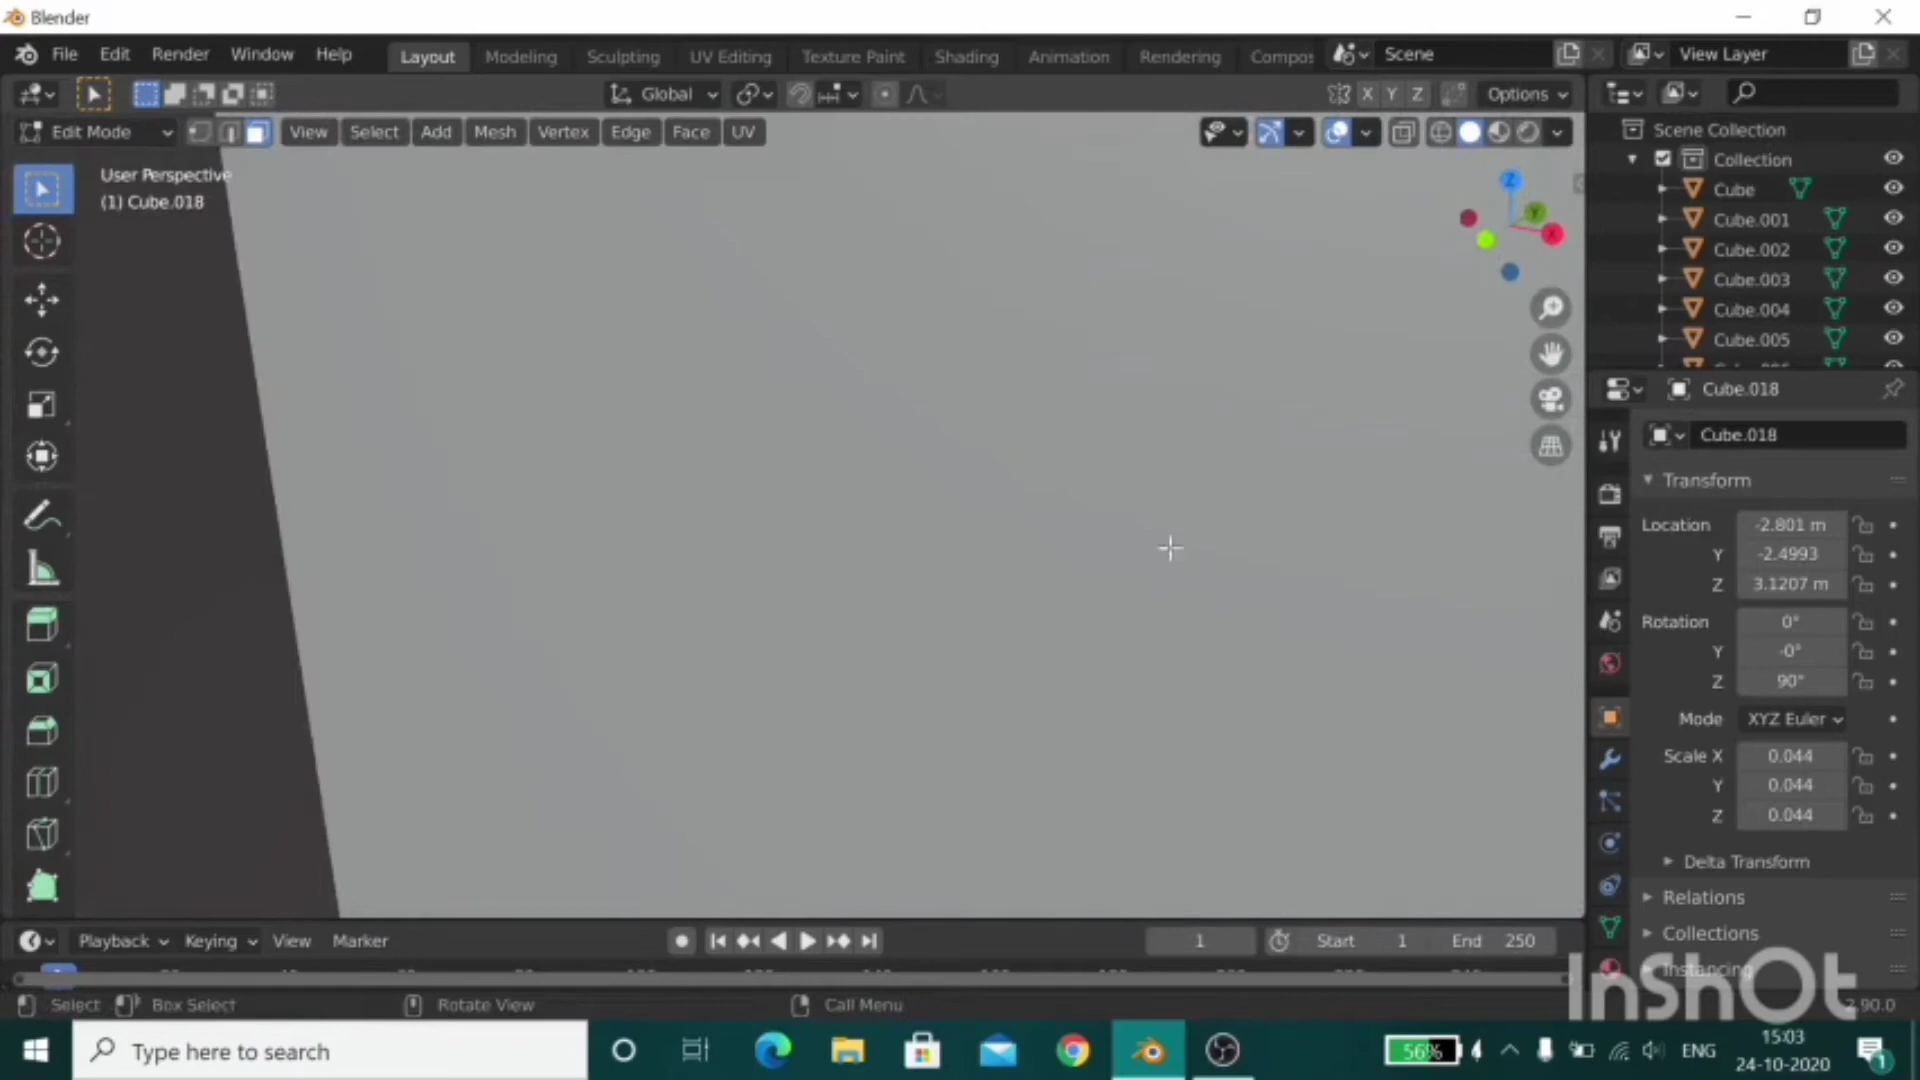 Blender
File Edit Render Window Help Layout Modeling Sculpting UV Editing Texture Paint Shading Animation Rendering Compos Scene View Layer
Global X Y Z Options
Edit Mode View Select Add Mesh Vertex Edge Face UV
User Perspective
(1) Cube.018
Z
Y
X
Scene Collection
Collection
Cube
Cube.001
Cube.002
Cube.003
Cube.004
Cube.005
Cube.018
Cube.018
Transform
Location -2.801 m
Y -2.4993
Z 3.1207 m
Rotation 0°
Y -0°
Z 90°
Mode XYZ Euler
Scale X 0.044
Y 0.044
Z 0.044
Delta Transform
Relations
Collections
Instancing
Playback Keying View Marker 1 Start 1 End 250
Select Box Select Rotate View Call Menu 2.90.0
InShOt
Type here to search 56% ENG 15:03
24-10-2020
1